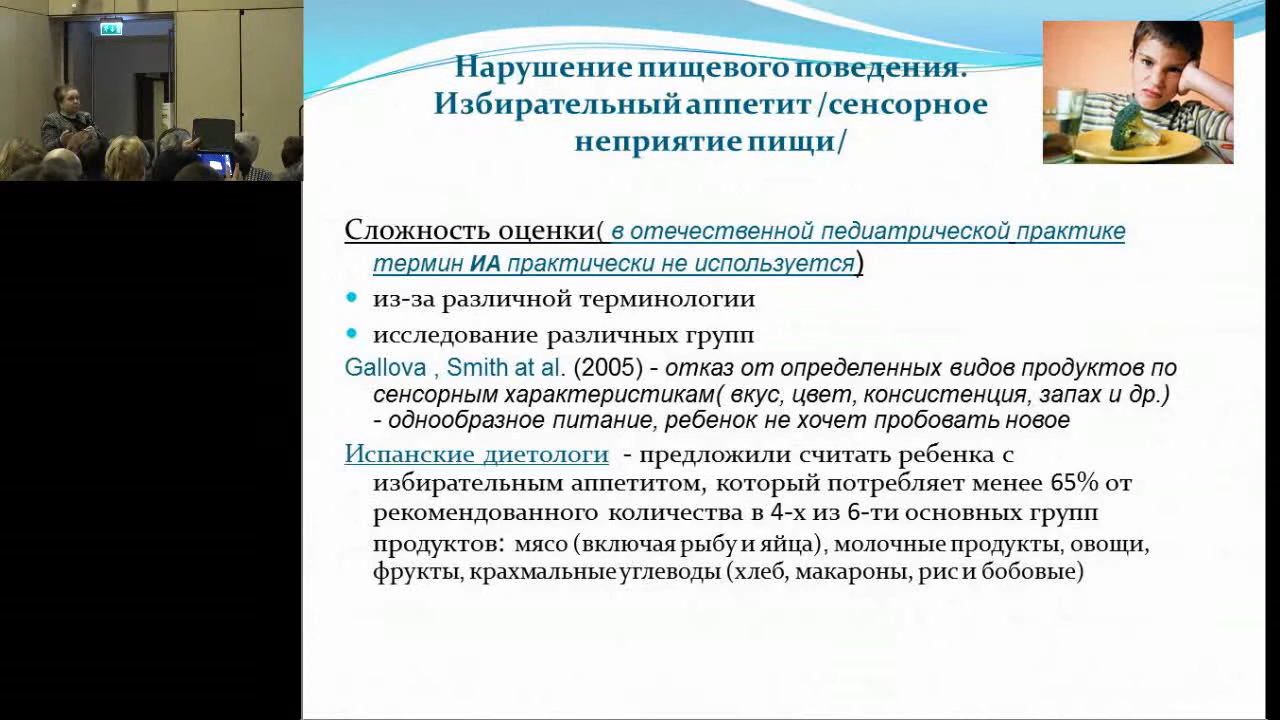 Нарушение пищевого поведения.
Избирательный аппетит /сенсорное
неприятие пищи/
Сложность оценки( в отечественной педиатрической практике
термин ИА практически не используется)
из-за различной терминологии
исследование различных групп
Gallova , Smith at al. (2005) - отказ от определенных видов продуктов по
сенсорным характеристикам( вкус, цвет, консистенция, запах и др.)
- однообразное питание, ребенок не хочет пробовать новое
Испанские диетологи - предложили считать ребенка с
избирательным аппетитом, который потребляет менее 65% от
рекомендованного количества в 4-х из 6-ти основных групп
продуктов: мясо (включая рыбу и яйца), молочные продукты, овощи,
фрукты, крахмальные углеводы (хлеб, макароны, рис и бобовые)